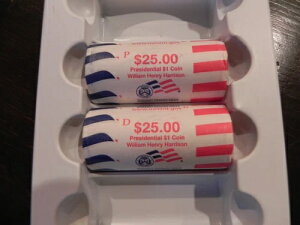 P
$25.00
Presidential $1 Coin
William Henry Harrison
D
$25.00
Presidential $1 Coin
William Henry Harrison